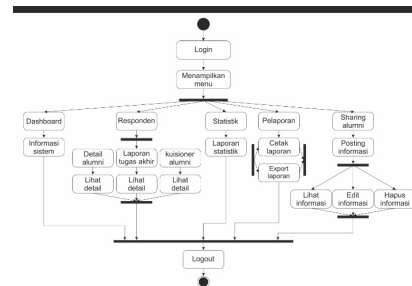 Login
Menampilkan
menu
Dashboard
Responden
Statistik
Pelaporan
Sharing
alumni
Informasi
sistem
Detail
alumni
Laporan
tugas akhir
kuisioner
alumni
Laporan
statistik
Cetak
laporan
Posting
informasi
Lihat
detail
Lihat
detail
Lihat
detail
Export
laporan
Lihat
informasi
Edit
informasi
Hapus
informasi
Logout